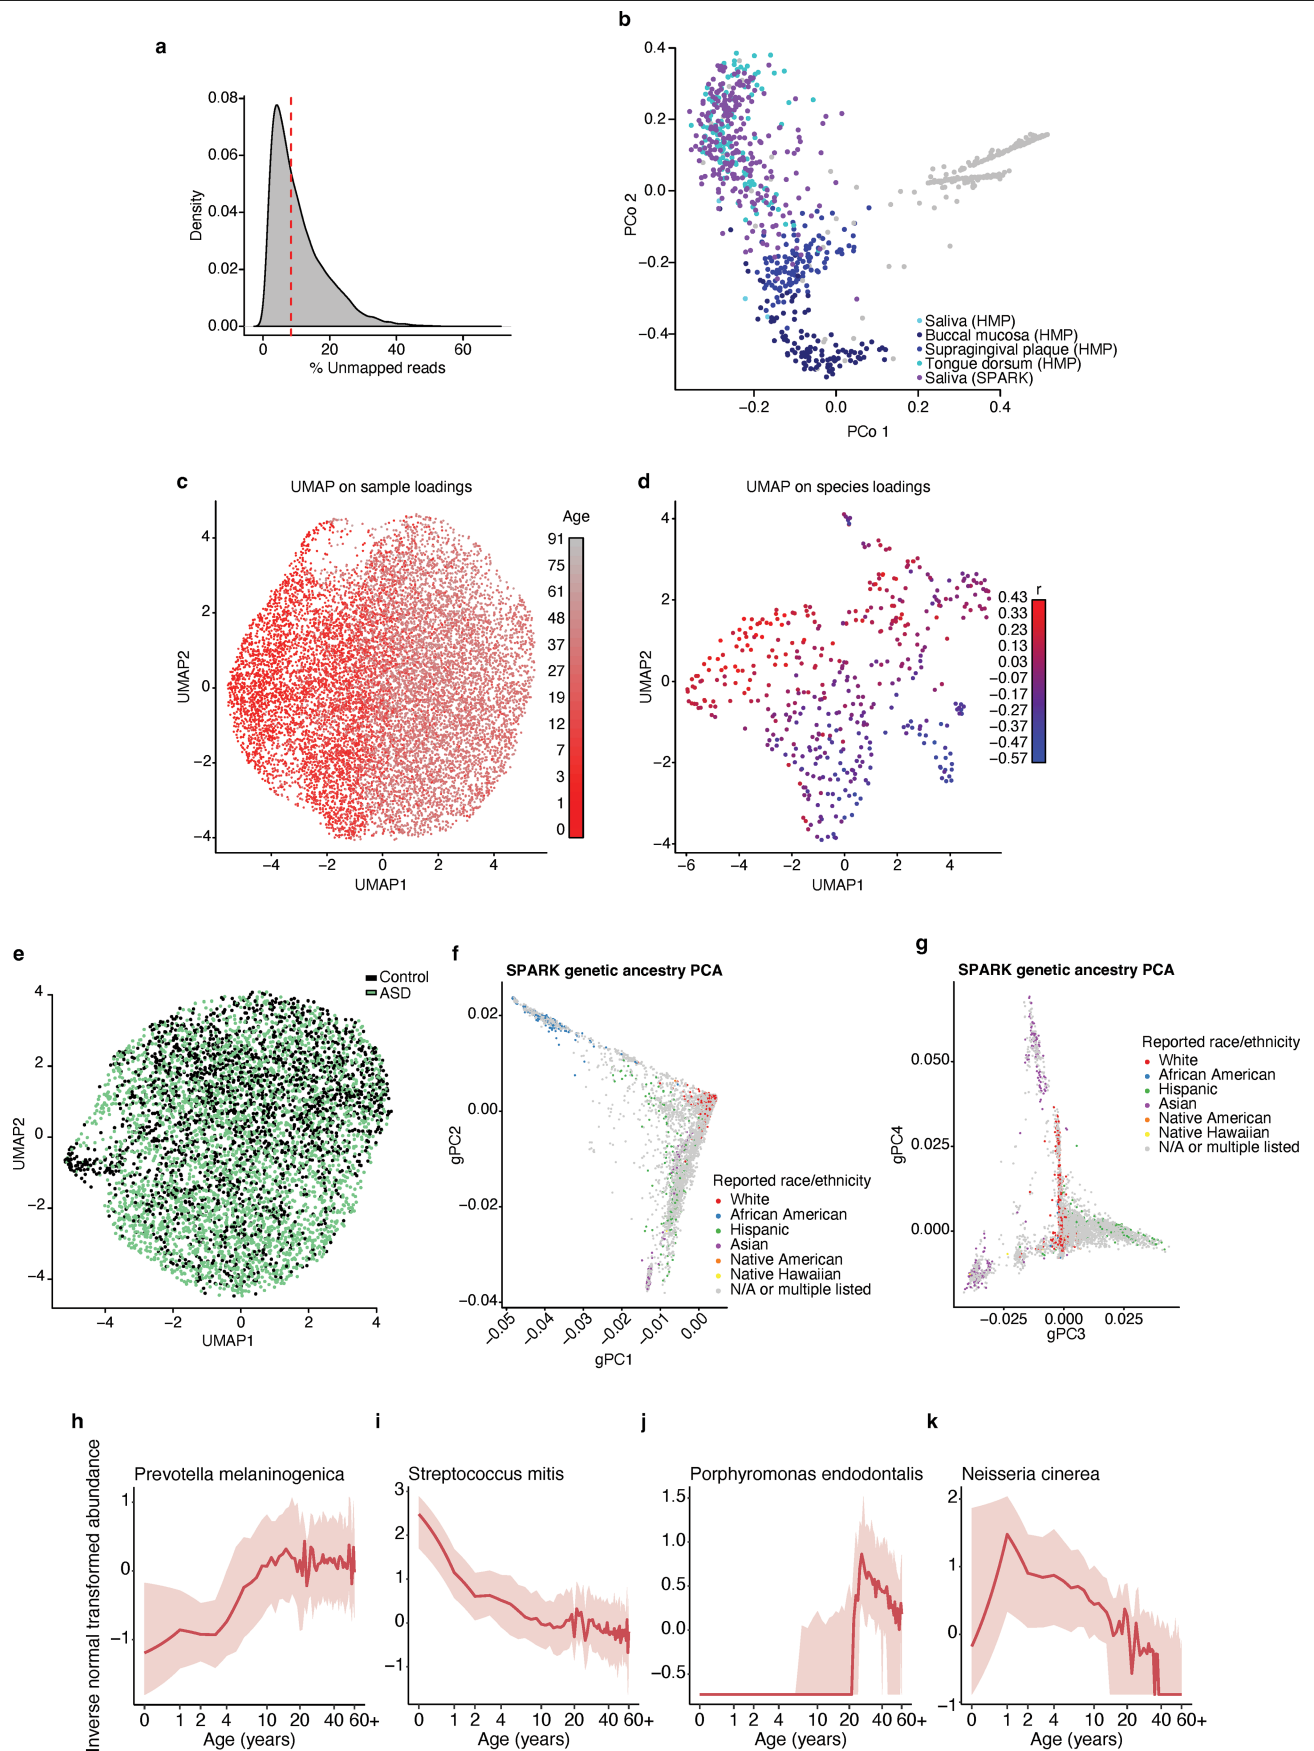 a
0.08
0.06
0.04
0.02
0.00
Density
0
20
40
60
% Unmapped reads
b
0.4
0.2
0.0
−0.2
−0.4
PCo 2
Saliva (HMP)
Buccal mucosa (HMP)
Supragingival plaque (HMP)
Tongue dorsum (HMP)
Saliva (SPARK)
−0.2
0.0
0.2
0.4
PCo 1
c
UMAP on sample loadings
4
2
0
−2
−4
UMAP2
−4
−2
0
2
4
UMAP1
Age
91
75
61
48
37
27
19
12
7
3
1
0
d
UMAP on species loadings
4
2
0
−2
−4
UMAP2
−6
−4
−2
0
2
4
UMAP1
r
0.43
0.33
0.23
0.13
0.03
−0.07
−0.17
−0.27
−0.37
−0.47
−0.57
e
Control
ASD
4
2
0
−2
−4
UMAP2
−4
−2
0
2
4
UMAP1
f
SPARK genetic ancestry PCA
0.02
0.00
−0.02
−0.04
gPC2
Reported race/ethnicity
White
African American
Hispanic
Asian
Native American
Native Hawaiian
N/A or multiple listed
−0.05
−0.04
−0.03
−0.02
−0.01
0.00
gPC1
g
SPARK genetic ancestry PCA
0.050
0.025
0.000
gPC4
Reported race/ethnicity
White
African American
Hispanic
Asian
Native American
Native Hawaiian
N/A or multiple listed
−0.025
0.000
0.025
gPC3
h
Inverse normal transformed abundance
Prevotella melaninogenica
1
0
−1
0 1 2 4 10 20 40 60+
Age (years)
i
Streptococcus mitis
3
2
1
0
−1
0 1 2 4 10 20 40 60+
Age (years)
j
Porphyromonas endodontalis
1.5
1.0
0.5
0.0
−0.5
0 1 2 4 10 20 40 60+
Age (years)
k
Neisseria cinerea
2
1
0
−1
0 1 2 4 10 20 40 60+
Age (years)